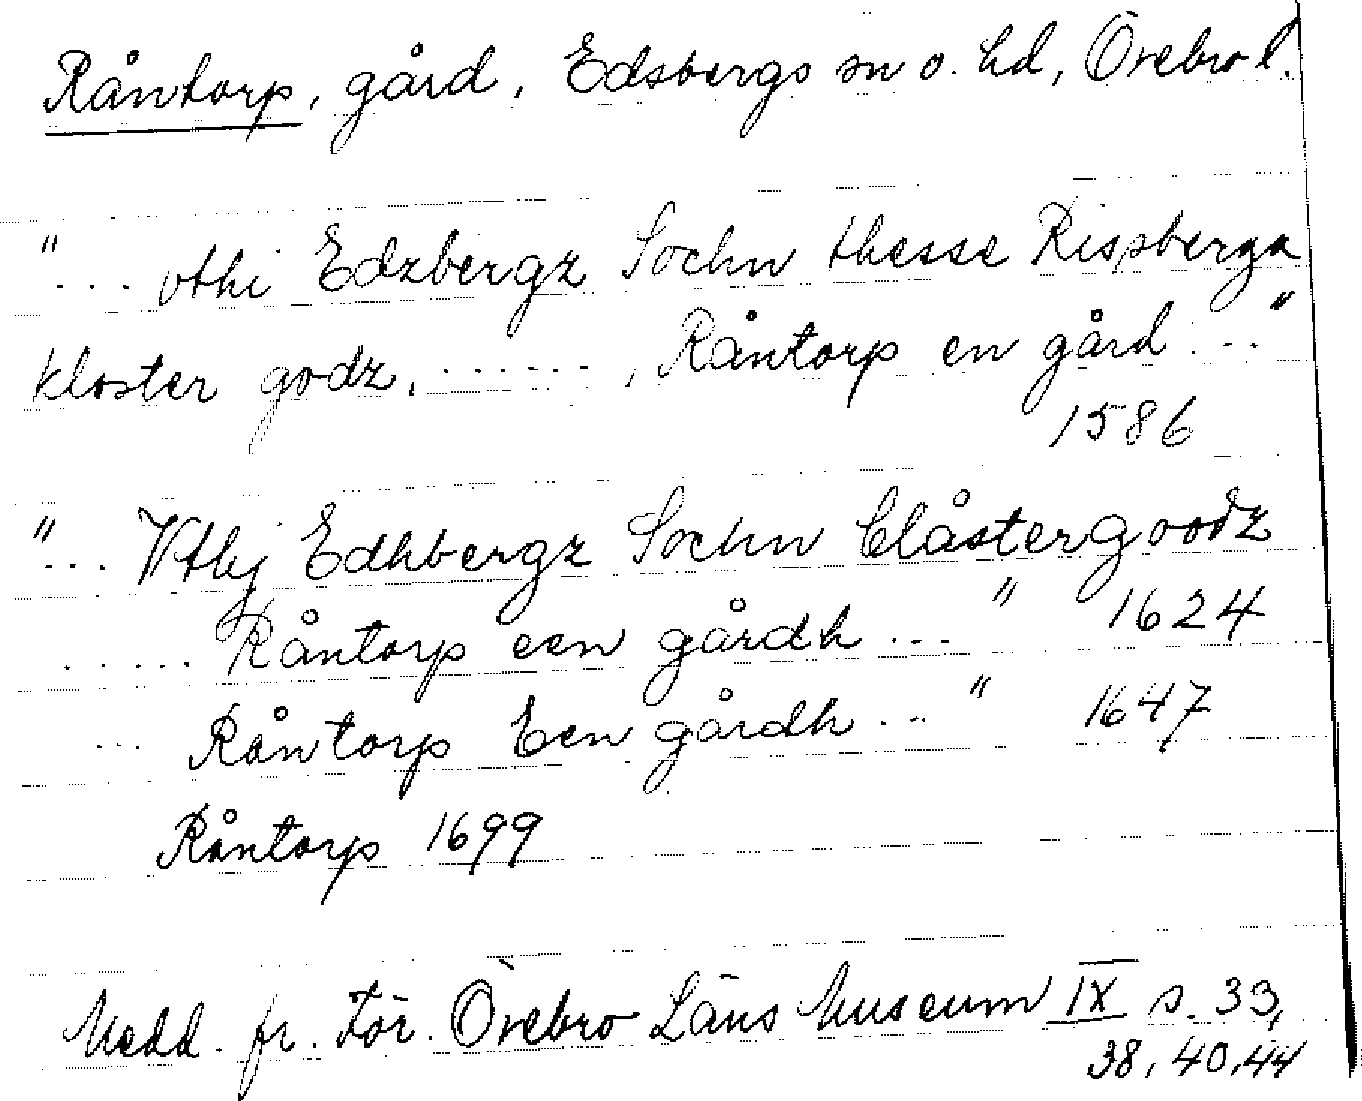 Råntorp, gård, Edsbergs sn o. hd, Örebro l.
"... vthi Edzbergz Sochn thesse Rissberga
kloster godz, ......, Råntorp en gård ..."
1586
"... Vthj Edhbergz Sochn Clåstergoodz
..... Råntorp een gårdh ..." 1624
... Råntorp Een gårdh ..." 1647
Råntorp 1699
Medd. fr. För. Örebro Läns Museum IX s. 33,
38, 40, 44